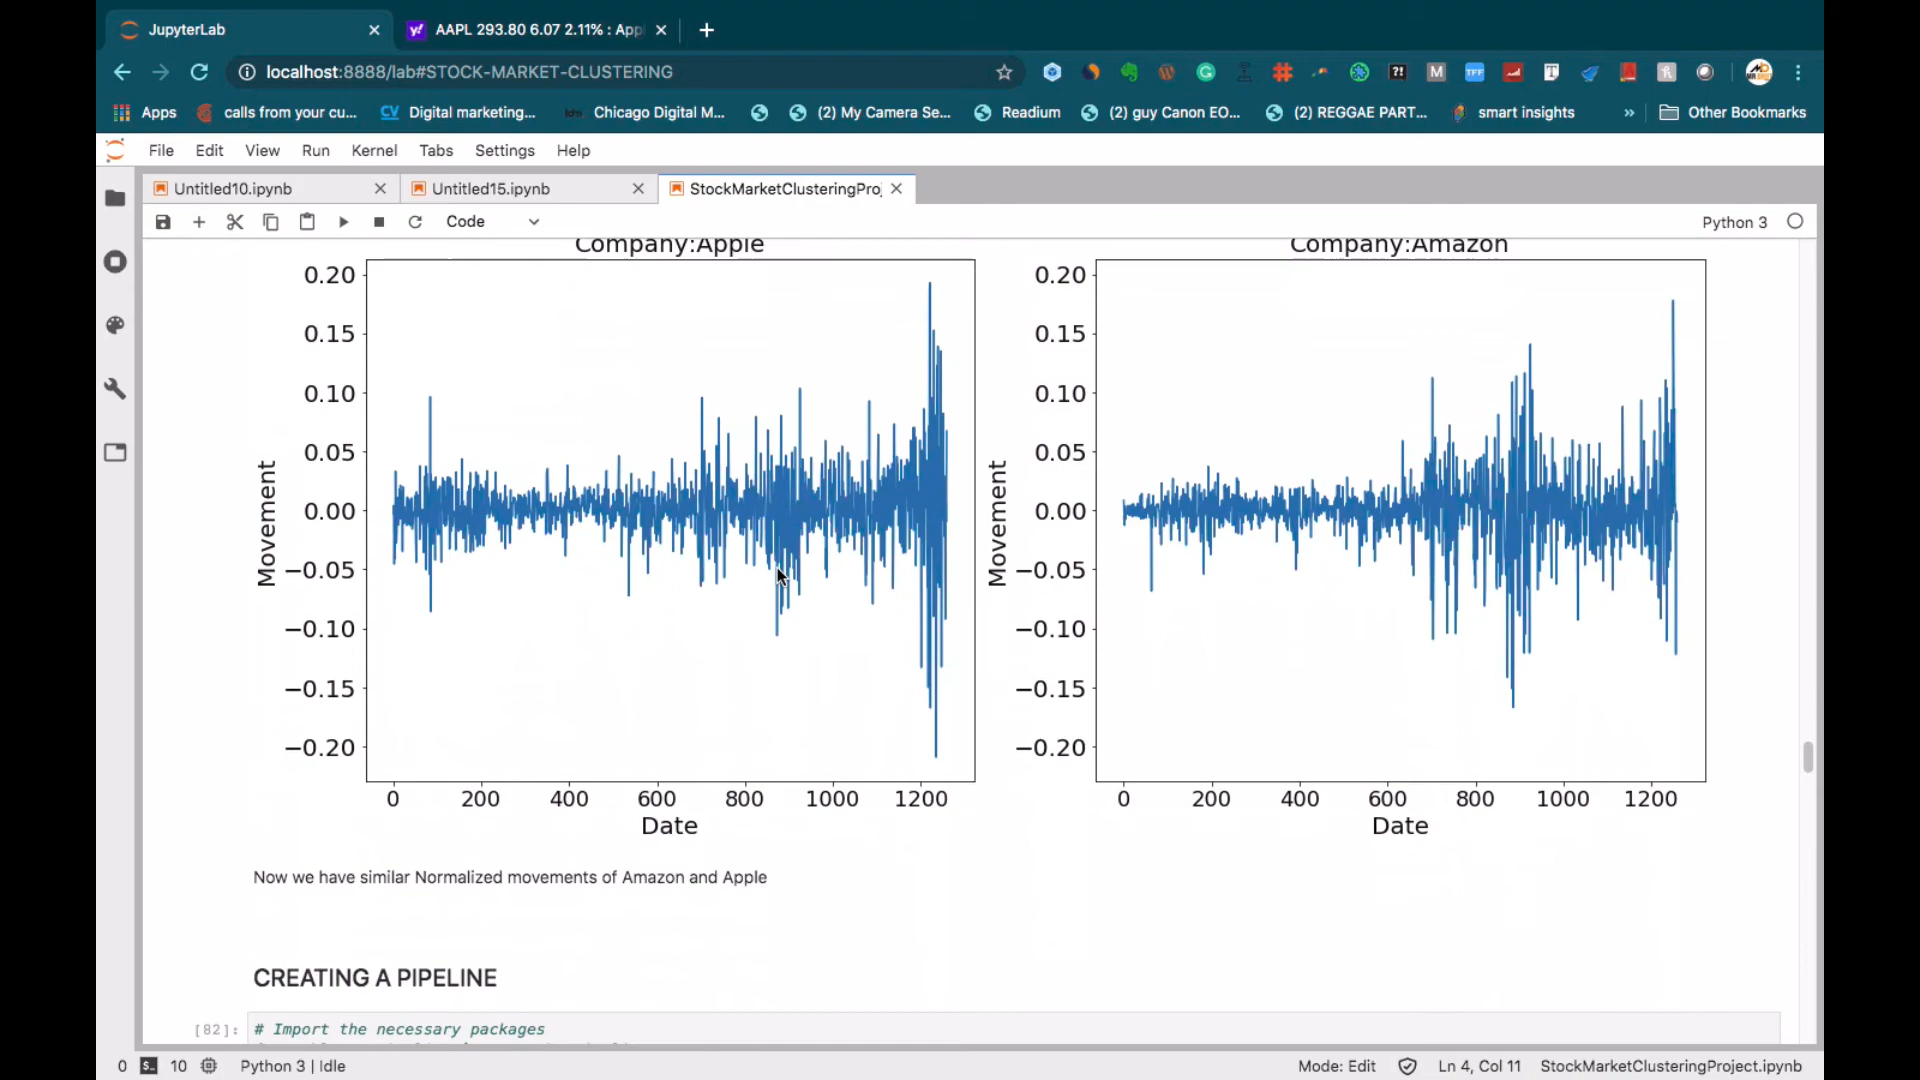 JupyterLab
AAPL 293.80 6.07 2.11% : App
localhost:8888/lab#STOCK-MARKET-CLUSTERING
Apps calls from your cu... Digital marketing... Chicago Digital M... (2) My Camera Se... Readium (2) guy Canon EO... (2) REGGAE PART... smart insights » Other Bookmarks
File Edit View Run Kernel Tabs Settings Help
Untitled10.ipynb Untitled15.ipynb StockMarketClusteringProj
Code Python 3
Company:Apple
0.20
0.15
0.10
0.05
0.00
−0.05
−0.10
−0.15
−0.20
Movement
0 200 400 600 800 1000 1200
Date
Company:Amazon
0.20
0.15
0.10
0.05
0.00
−0.05
−0.10
−0.15
−0.20
Movement
0 200 400 600 800 1000 1200
Date
Now we have similar Normalized movements of Amazon and Apple
CREATING A PIPELINE
[82]: # Import the necessary packages
0 10 Python 3 | Idle Mode: Edit Ln 4, Col 11 StockMarketClusteringProject.ipynb